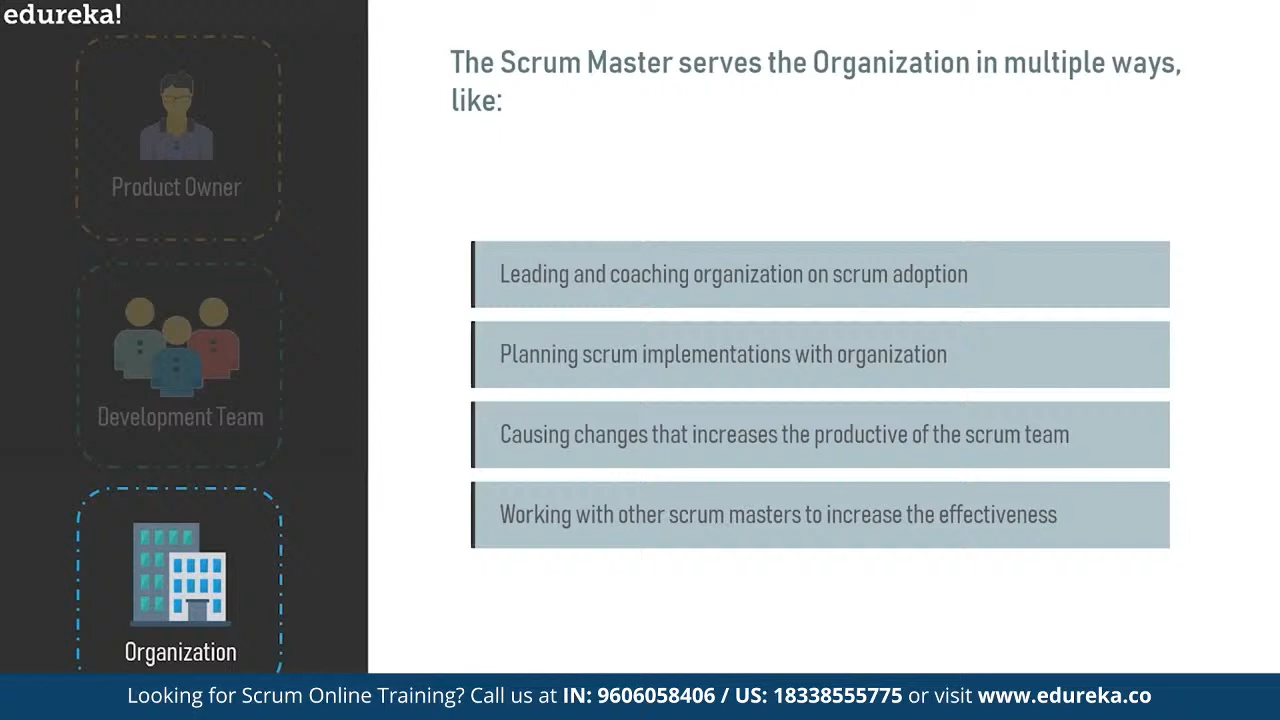 edureka!
Product Owner
Development Team
Organization
The Scrum Master serves the Organization in multiple ways,
like:
Leading and coaching organization on scrum adoption
Planning scrum implementations with organization
Causing changes that increases the productive of the scrum team
Working with other scrum masters to increase the effectiveness
Looking for Scrum Online Training? Call us at IN: 9606058406 / US: 18338555775 or visit www.edureka.co